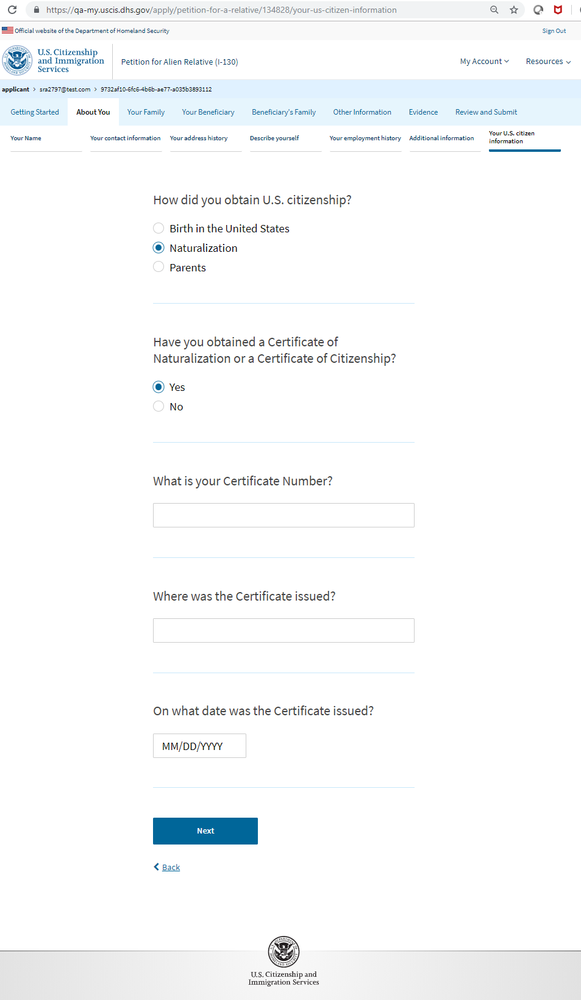 https://qa-my.uscis.dhs.gov/apply/petition-for-a-relative/134828/your-us-citizen-information
Official website of the Department of Homeland Security
Sign Out
U.S. Citizenship
and Immigration
Services
Petition for Alien Relative (I-130)
My Account
Resources
applicant > sra2797@test.com > 9732af10-6fc6-4b6b-ae77-a035b3893112
Getting Started
About You
Your Family
Your Beneficiary
Beneficiary's Family
Other Information
Evidence
Review and Submit
Your Name
Your contact information
Your address history
Describe yourself
Your employment history
Additional information
Your U.S. citizen
information
How did you obtain U.S. citizenship?
Birth in the United States
Naturalization
Parents
Have you obtained a Certificate of
Naturalization or a Certificate of Citizenship?
Yes
No
What is your Certificate Number?
Where was the Certificate issued?
On what date was the Certificate issued?
MM/DD/YYYY
Next
Back
U.S. Citizenship and
Immigration Services